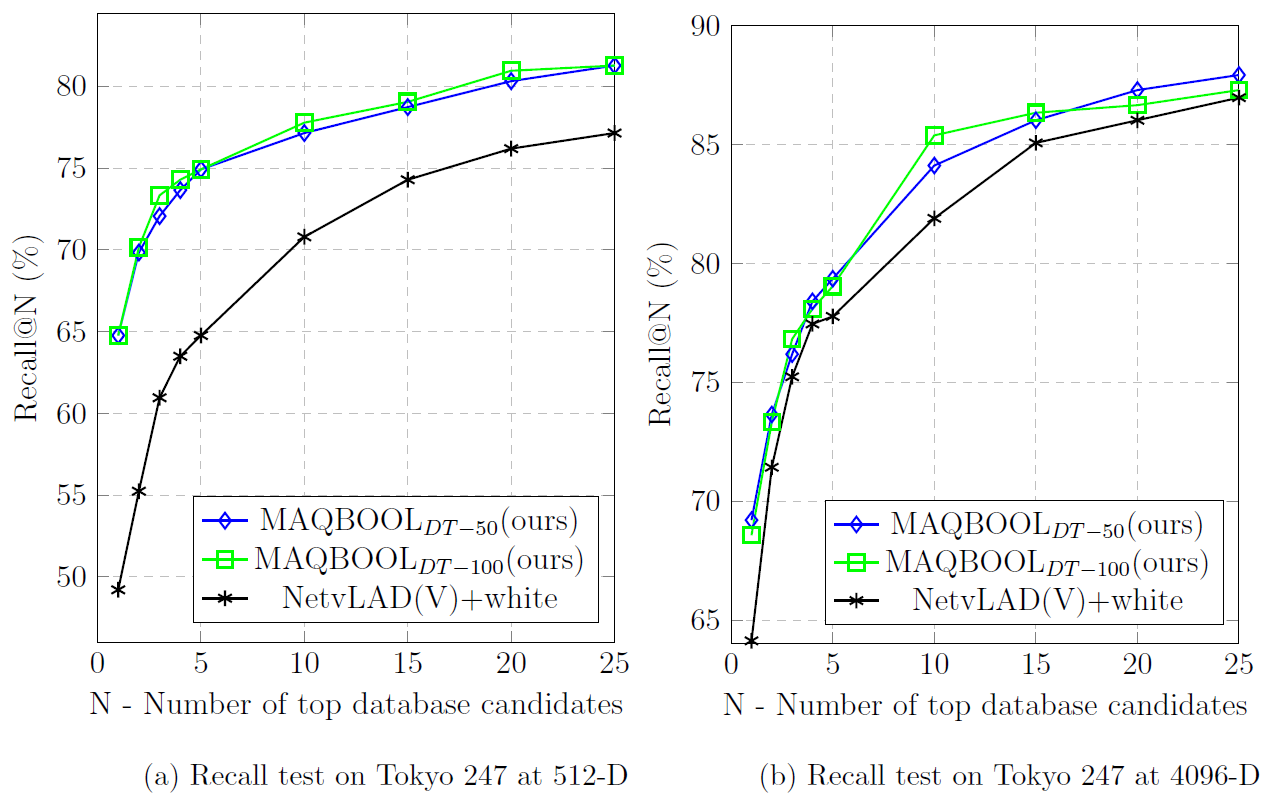 80
75
70
65
60
55
50
Recall@N (%)
MAQBOOL_DT−50(ours)
MAQBOOL_DT−100(ours)
NetvLAD(V)+white
0 5 10 15 20 25
N - Number of top database candidates
(a) Recall test on Tokyo 247 at 512-D
90
85
80
75
70
65
Recall@N (%)
MAQBOOL_DT−50(ours)
MAQBOOL_DT−100(ours)
NetvLAD(V)+white
0 5 10 15 20 25
N - Number of top database candidates
(b) Recall test on Tokyo 247 at 4096-D